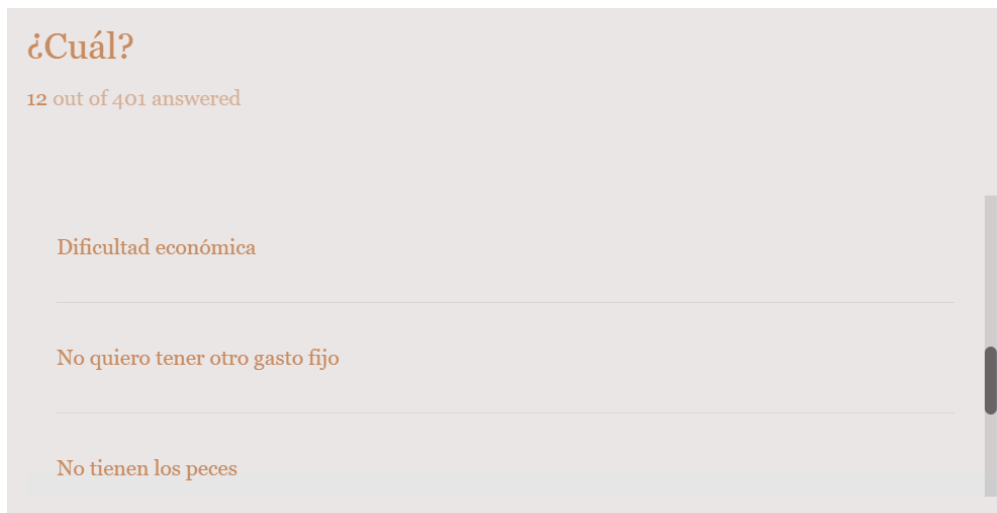 ¿Cuál?
12 out of 401 answered
Dificultad económica
No quiero tener otro gasto fijo
No tienen los peces